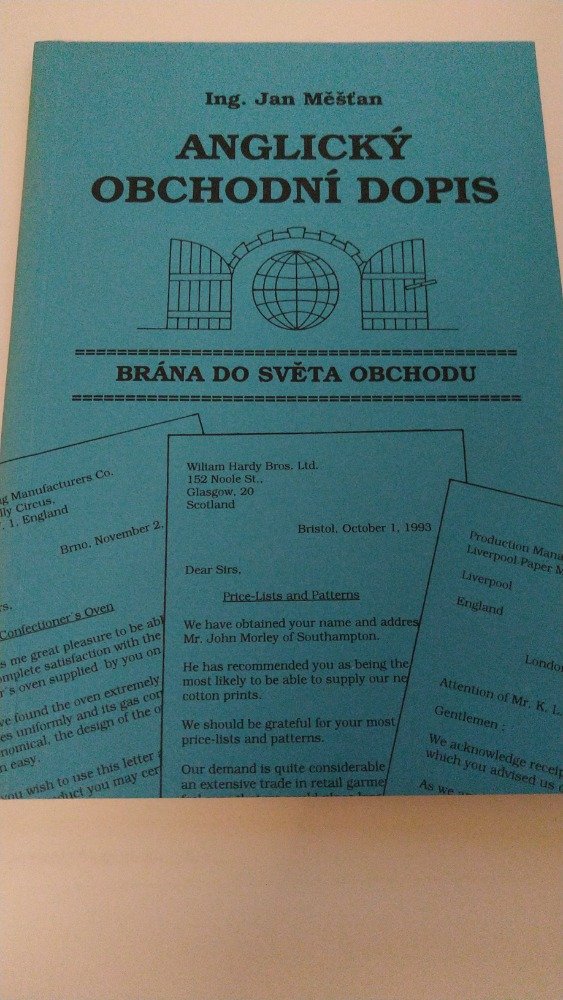 Ing. Jan Měšťan
ANGLICKÝ
OBCHODNÍ DOPIS
BRÁNA DO SVĚTA OBCHODU
Manufacturers Co.
Circus,
1. England
Brno, November 2,
Confectioner's Oven
me great pleasure to be
satisfaction with the
oven supplied by you on
found the oven extremely
uniformly and its gas
the design of the
easy.
you wish to use this letter
you may
William Hardy Bros. Ltd.
152 Noole St.,
Glasgow, 20
Scotland
Bristol, October 1, 1993
Dear Sirs,
Price-Lists and Patterns
We have obtained your name and
Mr. John Morley of Southampton.
He has recommended you as being the
most likely to be able to supply our
cotton prints.
We should be grateful for your most
price-lists and patterns.
Our demand is quite considerable
an extensive trade in retail
Production
Liverpool Paper
Liverpool
England
London
Attention of Mr. K.
Gentlemen :
We acknowledge
which you advised us
As we